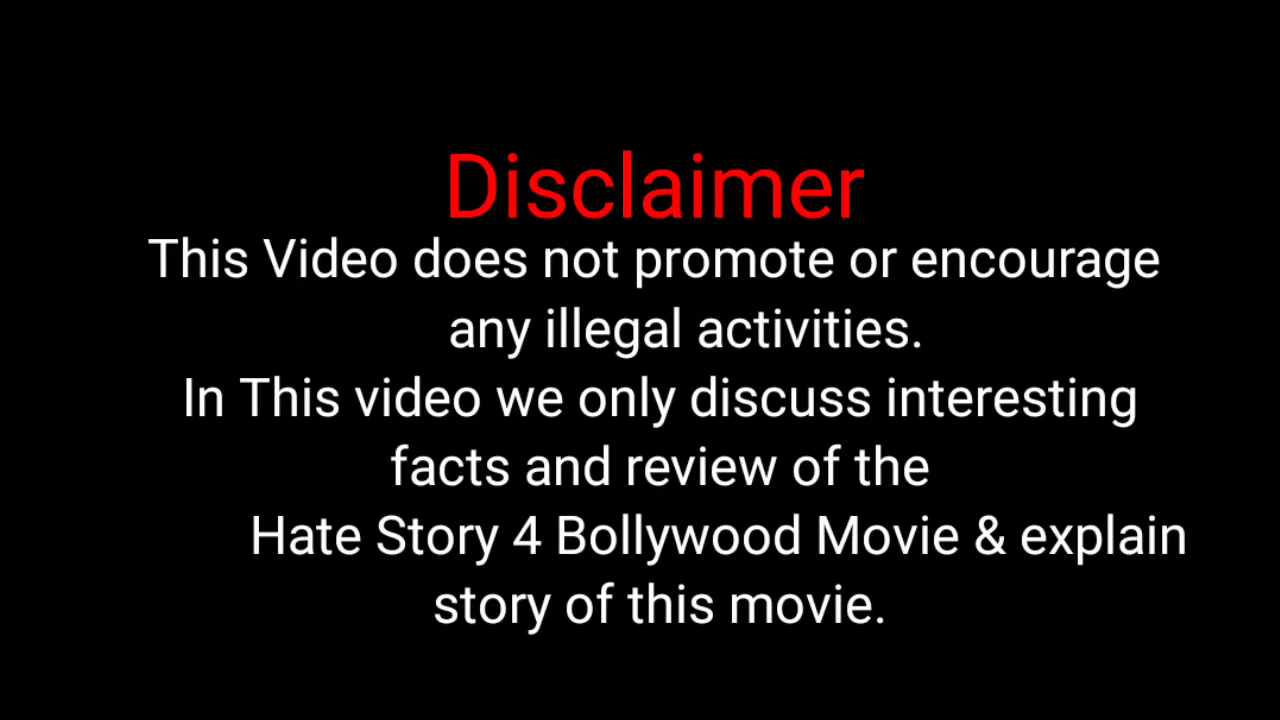 Disclaimer
This Video does not promote or encourage
any illegal activities.
In This video we only discuss interesting
facts and review of the
Hate Story 4 Bollywood Movie & explain
story of this movie.